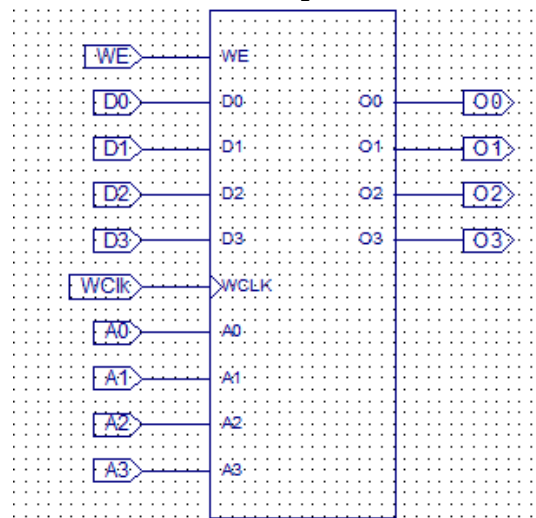 WE WE
D0 D0 O0 O0
D1 D1 O1 O1
D2 D2 O2 O2
D3 D3 O3 O3
WClk WCLK
A0 A0
A1 A1
A2 A2
A3 A3